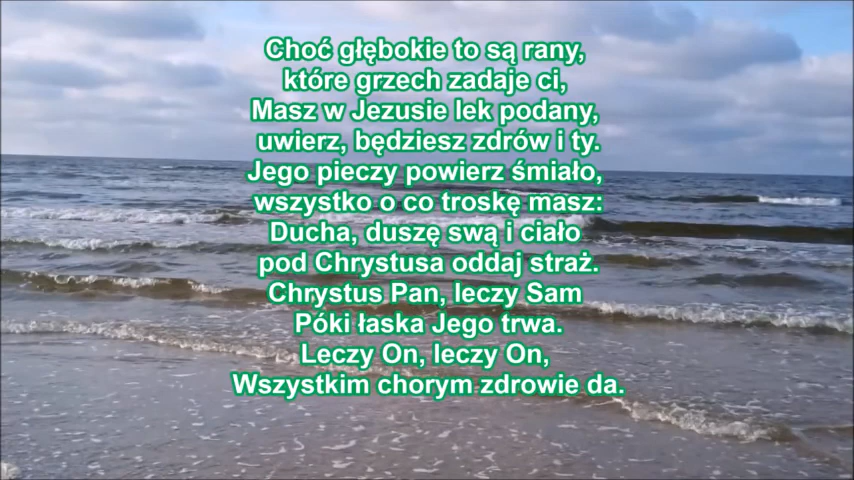 Choć głębokie to są rany,
które grzech zadaje ci,
Masz w Jezusie lek podany,
uwierz, będziesz zdrów i ty.
Jego pieczy powierz śmiało,
wszystko o co troskę masz:
Ducha, duszę swą i ciało
pod Chrystusa oddaj straż.
Chrystus Pan, leczy Sam
Póki łaska Jego trwa.
Leczy On, leczy On,
Wszystkim chorym zdrowie da.